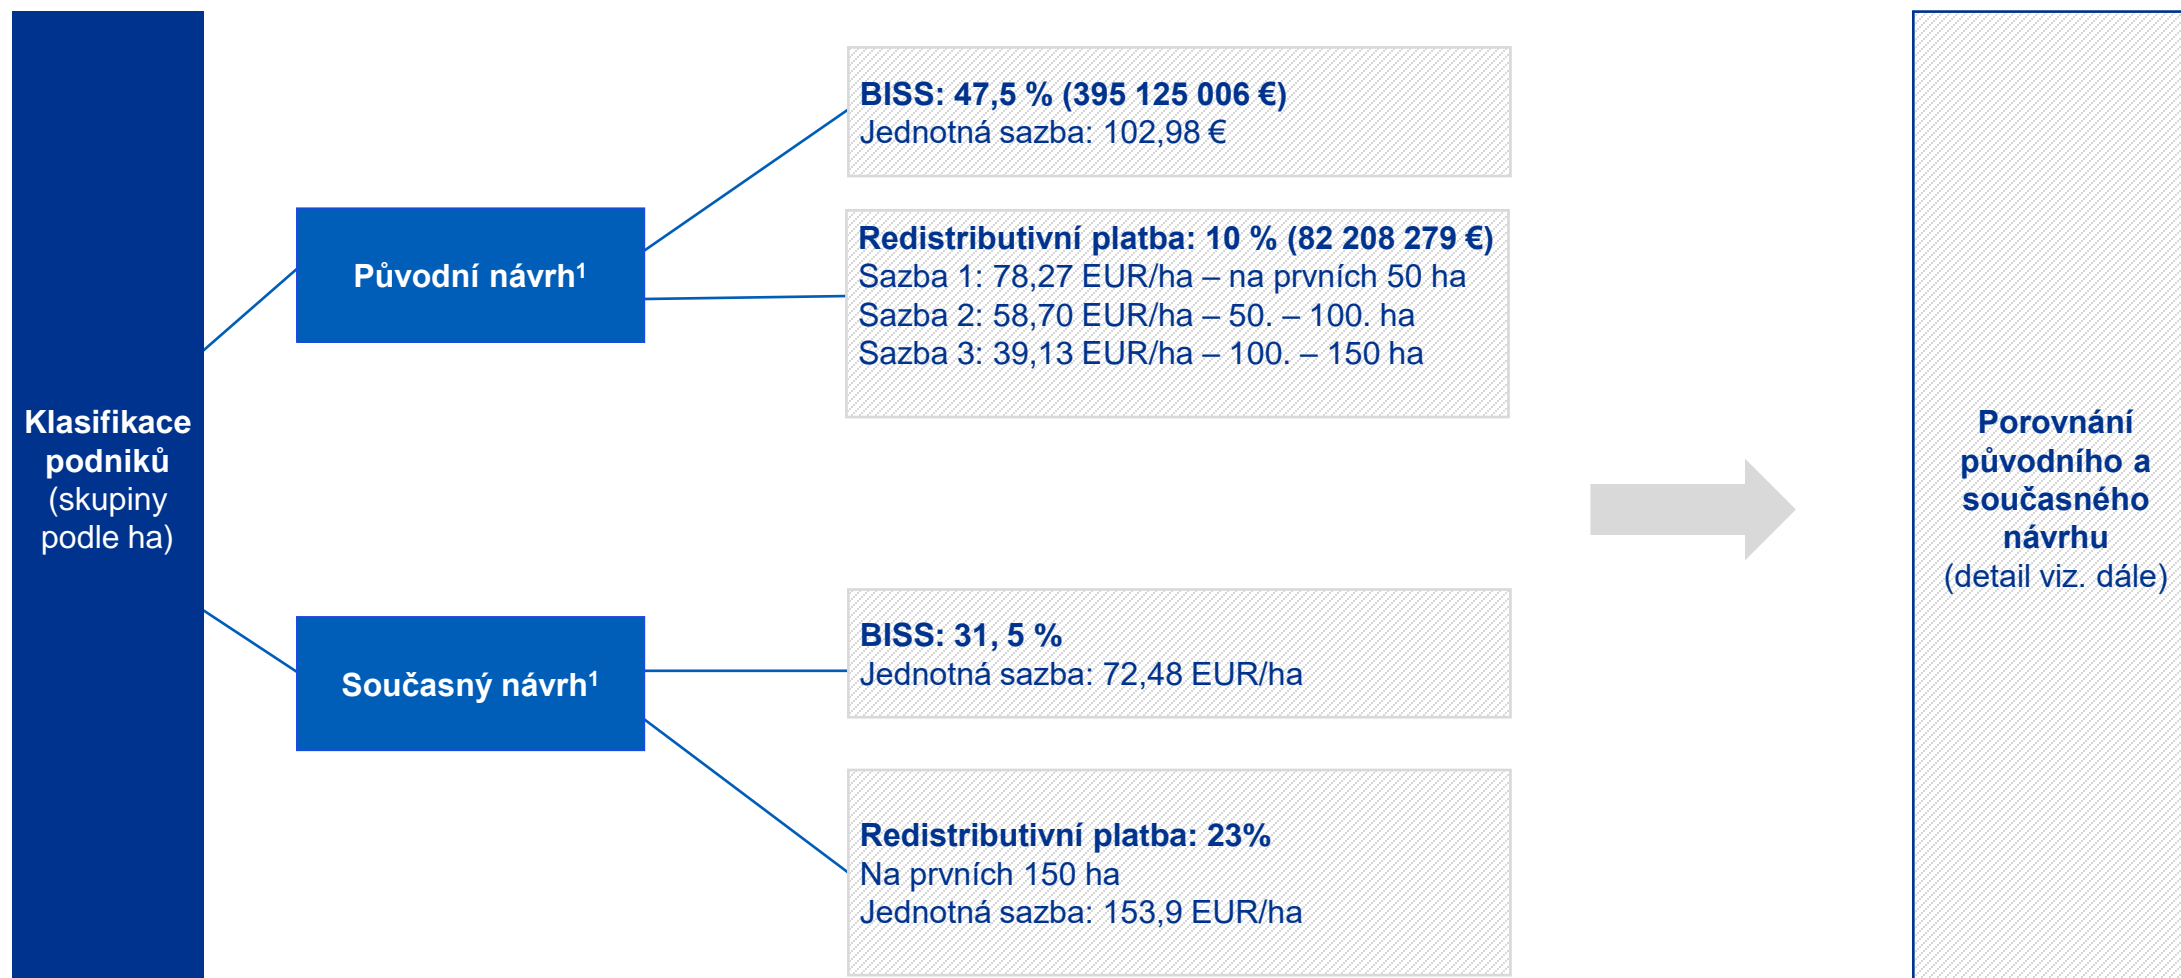 Klasifikace
podniků
(skupiny
podle ha)
Původní návrh¹
BISS: 47,5 % (395 125 006 €)
Jednotná sazba: 102,98 €
Redistributivní platba: 10 % (82 208 279 €)
Sazba 1: 78,27 EUR/ha – na prvních 50 ha
Sazba 2: 58,70 EUR/ha – 50. – 100. ha
Sazba 3: 39,13 EUR/ha – 100. – 150 ha
Současný návrh¹
BISS: 31, 5 %
Jednotná sazba: 72,48 EUR/ha
Redistributivní platba: 23%
Na prvních 150 ha
Jednotná sazba: 153,9 EUR/ha
Porovnání
původního a
současného
návrhu
(detail viz. dále)